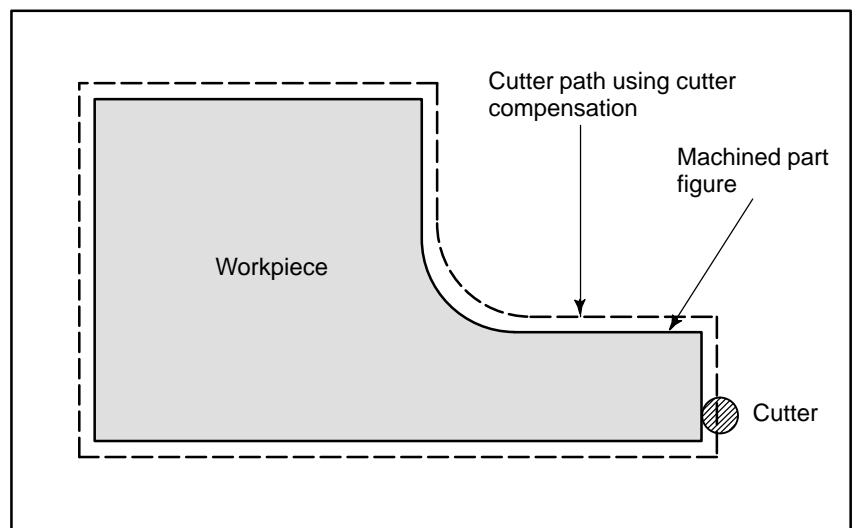 Cutter path using cutter
compensation
Machined part
figure
Workpiece
Cutter